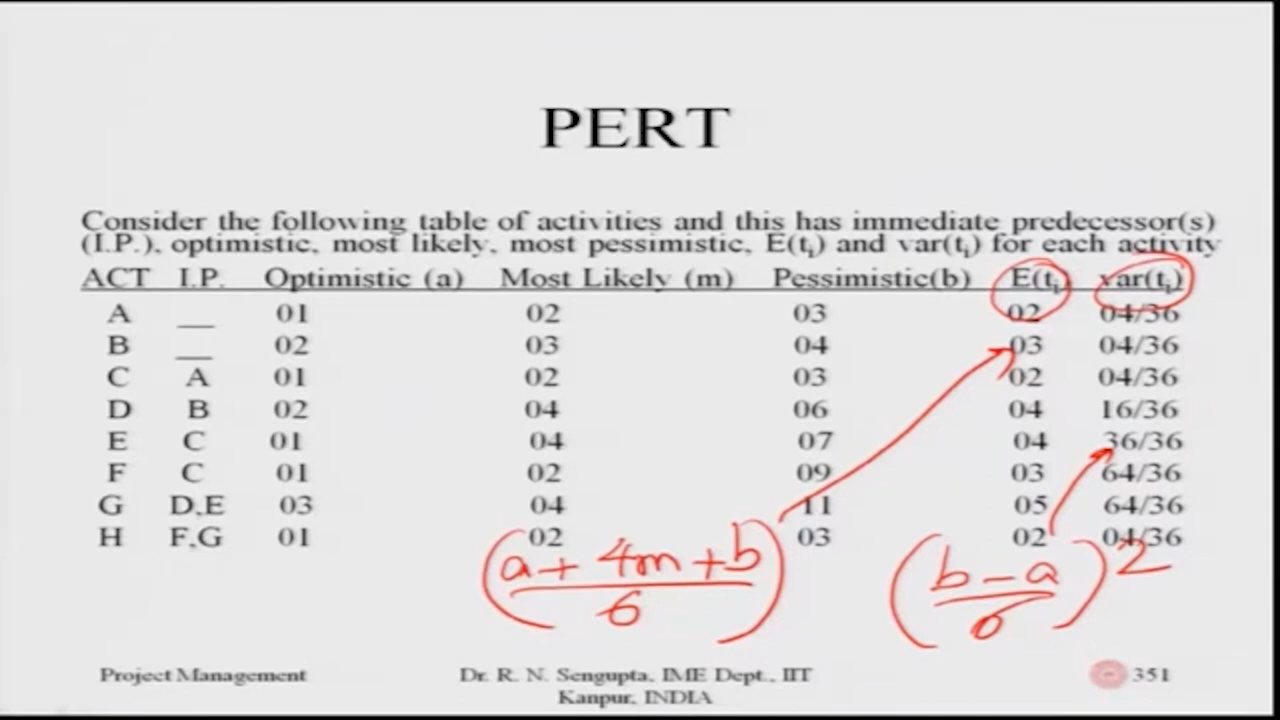 PERT
Consider the following table of activities and this has immediate predecessor(s)
(I.P.), optimistic, most likely, most pessimistic, E(tᵢ) and var(tᵢ) for each activity
ACT I.P. Optimistic (a) Most Likely (m) Pessimistic(b) E(tᵢ) var(tᵢ)
A __ 01 02 03 02 04/36
B __ 02 03 04 03 04/36
C A 01 02 03 02 04/36
D B 02 04 06 04 16/36
E C 01 04 07 04 36/36
F C 01 02 09 03 64/36
G D,E 03 04 11 05 64/36
H F,G 01 02 03 02 04/36
(a + 4m + b / 6) (b - a / 6)2
Project Management Dr. R. N. Sengupta, IME Dept., IIT 351
Kanpur, INDIA